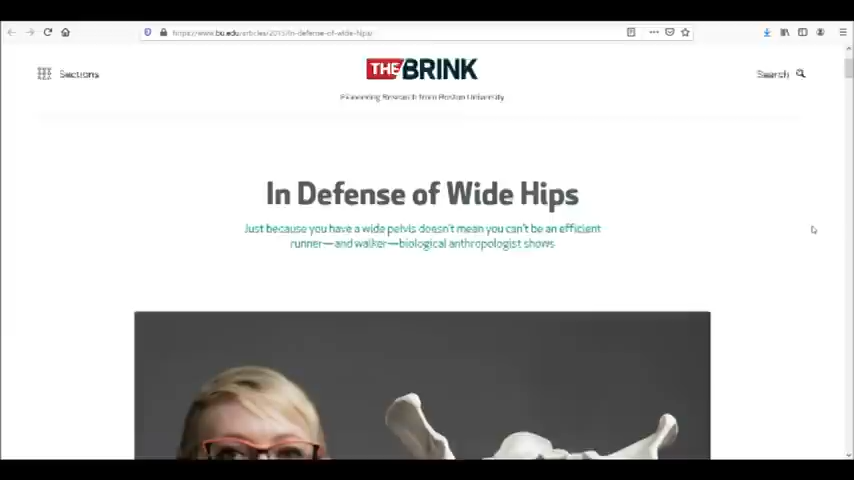 https://www.bu.edu/articles/2015/in-defense-of-wide-hips/
Sections
THE BRINK
Search
Pioneering Research from Boston University
In Defense of Wide Hips
Just because you have a wide pelvis doesn't mean you can't be an efficient
runner—and walker—biological anthropologist shows